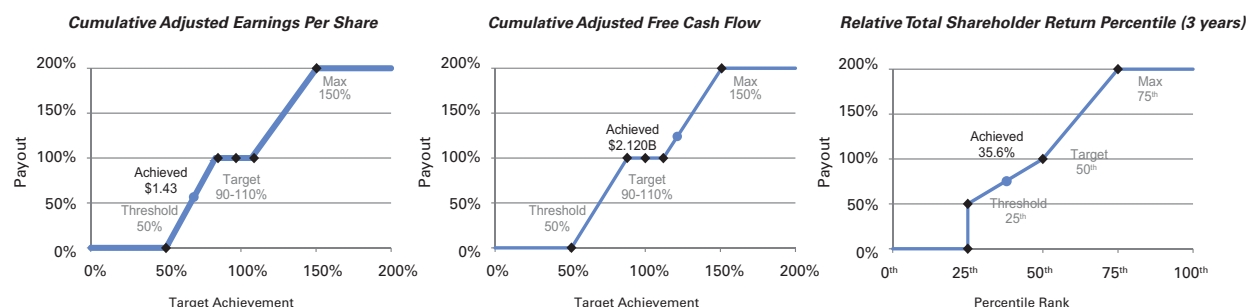 Cumulative Adjusted Earnings Per Share
200%
150%
100%
50%
0%
Payout
Max
150%
Achieved
$1.43
Target
90-110%
Threshold
50%
0% 50% 100% 150% 200%
Target Achievement
Cumulative Adjusted Free Cash Flow
200%
150%
100%
50%
0%
Payout
Max
150%
Achieved
$2.120B
Target
90-110%
Threshold
50%
0% 50% 100% 150% 200%
Target Achievement
Relative Total Shareholder Return Percentile (3 years)
200%
150%
100%
50%
0%
Payout
Max
75th
Achieved
35.6%
Target
50th
Threshold
25th
0th 25th 50th 75th 100th
Percentile Rank